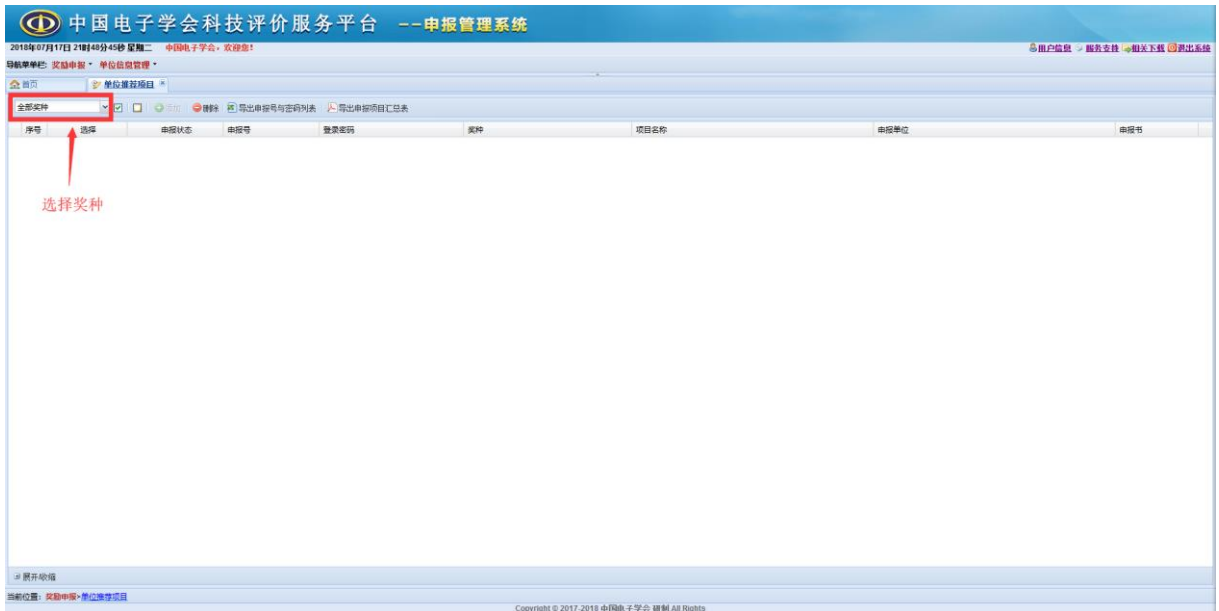 中国电子学会科技评价服务平台 --申报管理系统
2018年07月17日 21时48分45秒 星期二 中国电子学会，欢迎您! 用户信息 服务支持 相关下载 退出系统
导航菜单栏: 奖励申报 单位信息管理
首页 单位推荐项目
全部奖种 删除 导出申报号与密码列表 导出申报项目汇总表
序号 选择 申报状态 申报号 登录密码 奖种 项目名称 申报单位 申报书
选择奖种
展开/收缩
当前位置: 奖励申报>单位推荐项目
Copyright © 2017-2018 中国电子学会 研制 All Rights